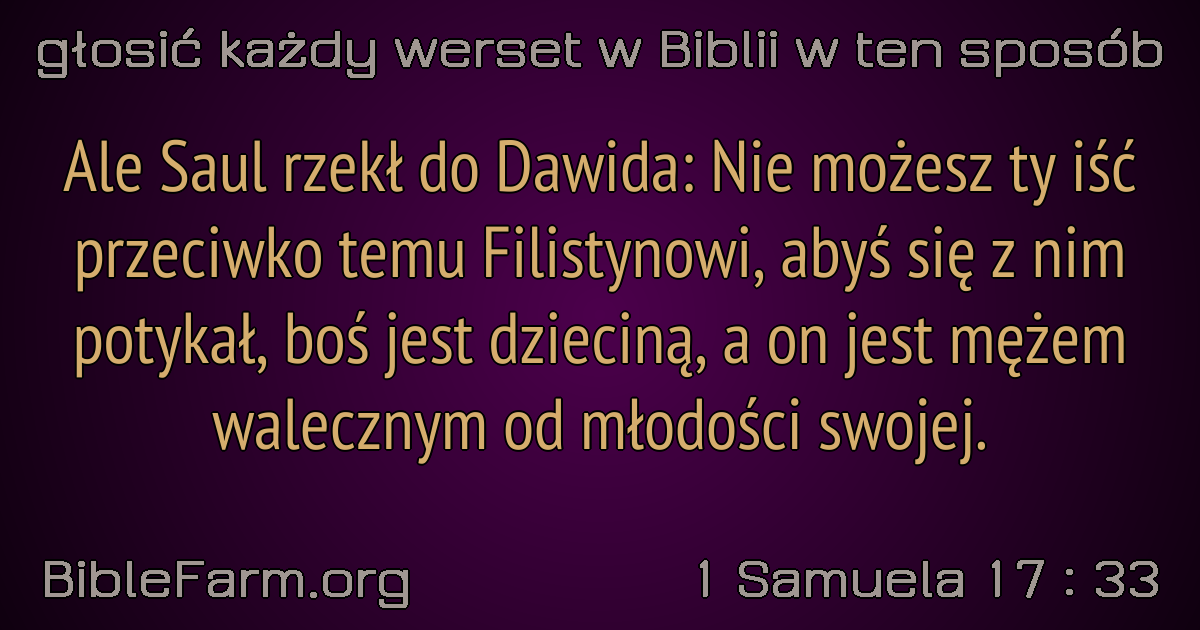 głosić każdy werset w Biblii w ten sposób
Ale Saul rzekł do Dawida: Nie możesz ty iść
przeciwko temu Filistynowi, abyś się z nim
potykał, boś jest dzieciną, a on jest mężem
walecznym od młodości swojej.
BibleFarm.org
1 Samuela 17 : 33